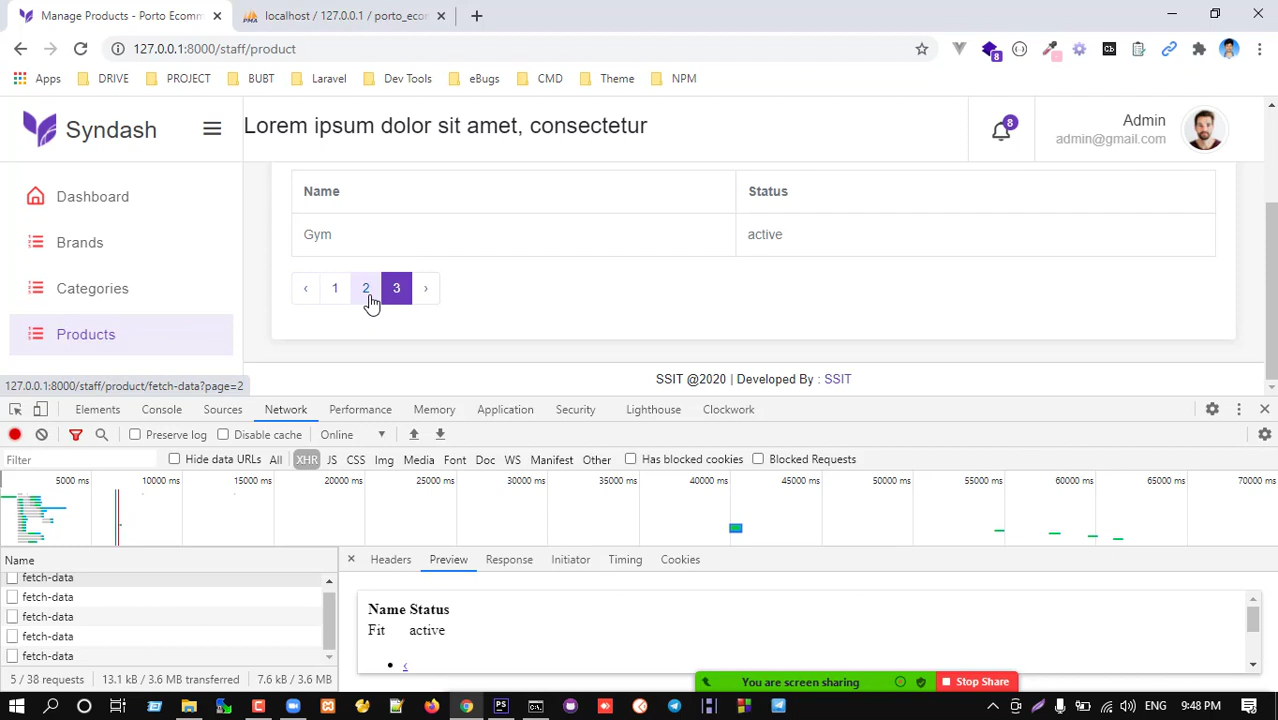 Manage Products - Porto Ecomm
localhost / 127.0.0.1 / porto_econ
127.0.0.1:8000/staff/product
8
Apps DRIVE PROJECT BUBT Laravel Dev Tools eBugs CMD Theme NPM
Syndash
Lorem ipsum dolor sit amet, consectetur
8
Admin
admin@gmail.com
Dashboard
Brands
Categories
Products
Name Status
Gym active
‹ 1 2 3 ›
SSIT @2020 | Developed By : SSIT
127.0.0.1:8000/staff/product/fetch-data?page=2
Elements Console Sources Network Performance Memory Application Security Lighthouse Clockwork
Preserve log Disable cache Online
Filter Hide data URLs All XHR JS CSS Img Media Font Doc WS Manifest Other Has blocked cookies Blocked Requests
5000 ms 10000 ms 15000 ms 20000 ms 25000 ms 30000 ms 35000 ms 40000 ms 45000 ms 50000 ms 55000 ms 60000 ms 65000 ms 70000 ms
Name
Headers Preview Response Initiator Timing Cookies
fetch-data
fetch-data
fetch-data
fetch-data
fetch-data
Name Status
Fit active
‹
5 / 38 requests 13.1 kB / 3.6 MB transferred 7.6 kB / 3.6 MB
You are screen sharing Stop Share
ENG 9:48 PM